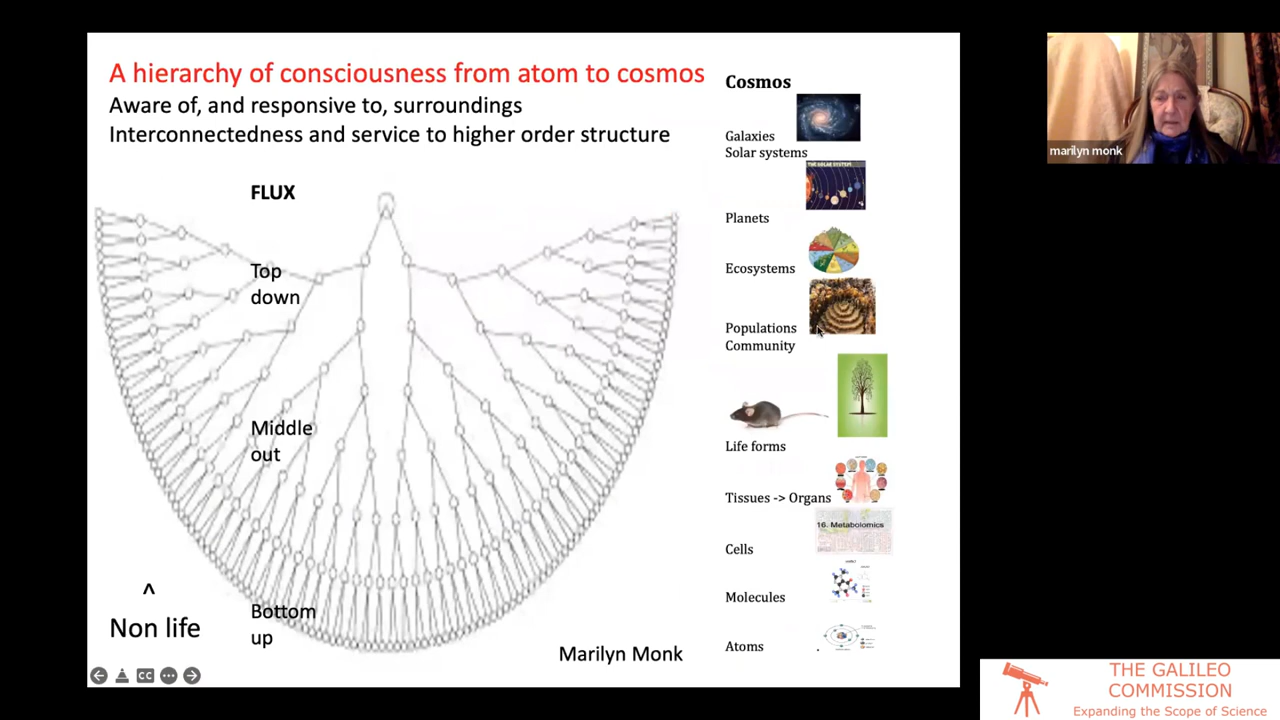 A hierarchy of consciousness from atom to cosmos
Aware of, and responsive to, surroundings
Interconnectedness and service to higher order structure
FLUX
Top
down
Middle
out
Bottom
up
^
Non life
Marilyn Monk
Cosmos
Galaxies
Solar systems
THE SOLAR SYSTEM
Planets
Ecosystems
Populations
Community
Life forms
Tissues -> Organs
16. Metabolomics
Cells
Molecules
Atoms
CC
marilyn monk
THE GALILEO
COMMISSION
Expanding the Scope of Science